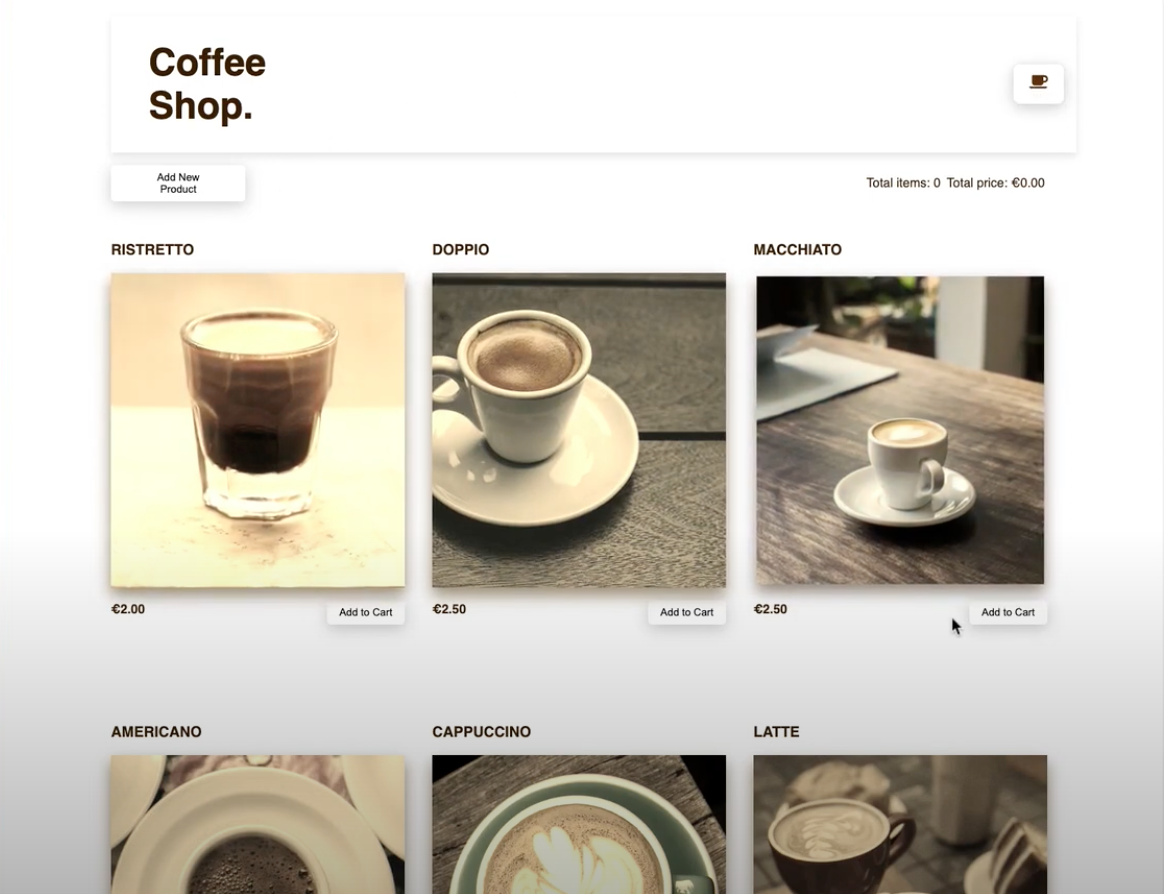 Coffee
Shop.
Add New
Product
Total items: 0 Total price: €0.00
RISTRETTO
DOPPIO
MACCHIATO
€2.00
Add to Cart
€2.50
Add to Cart
€2.50
Add to Cart
AMERICANO
CAPPUCCINO
LATTE